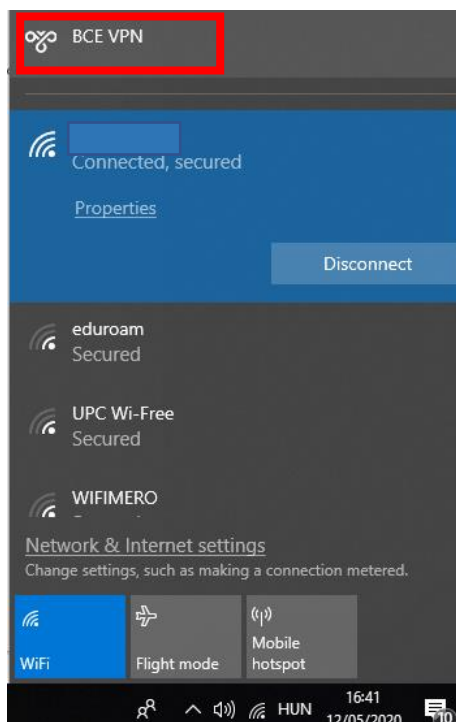 BCE VPN
Connected, secured
Properties
Disconnect
eduroam
Secured
UPC Wi-Free
Secured
WIFIMERO
Network & Internet settings
Change settings, such as making a connection metered.
WiFi
Flight mode
Mobile
hotspot
HUN
16:41
12/05/2020
10